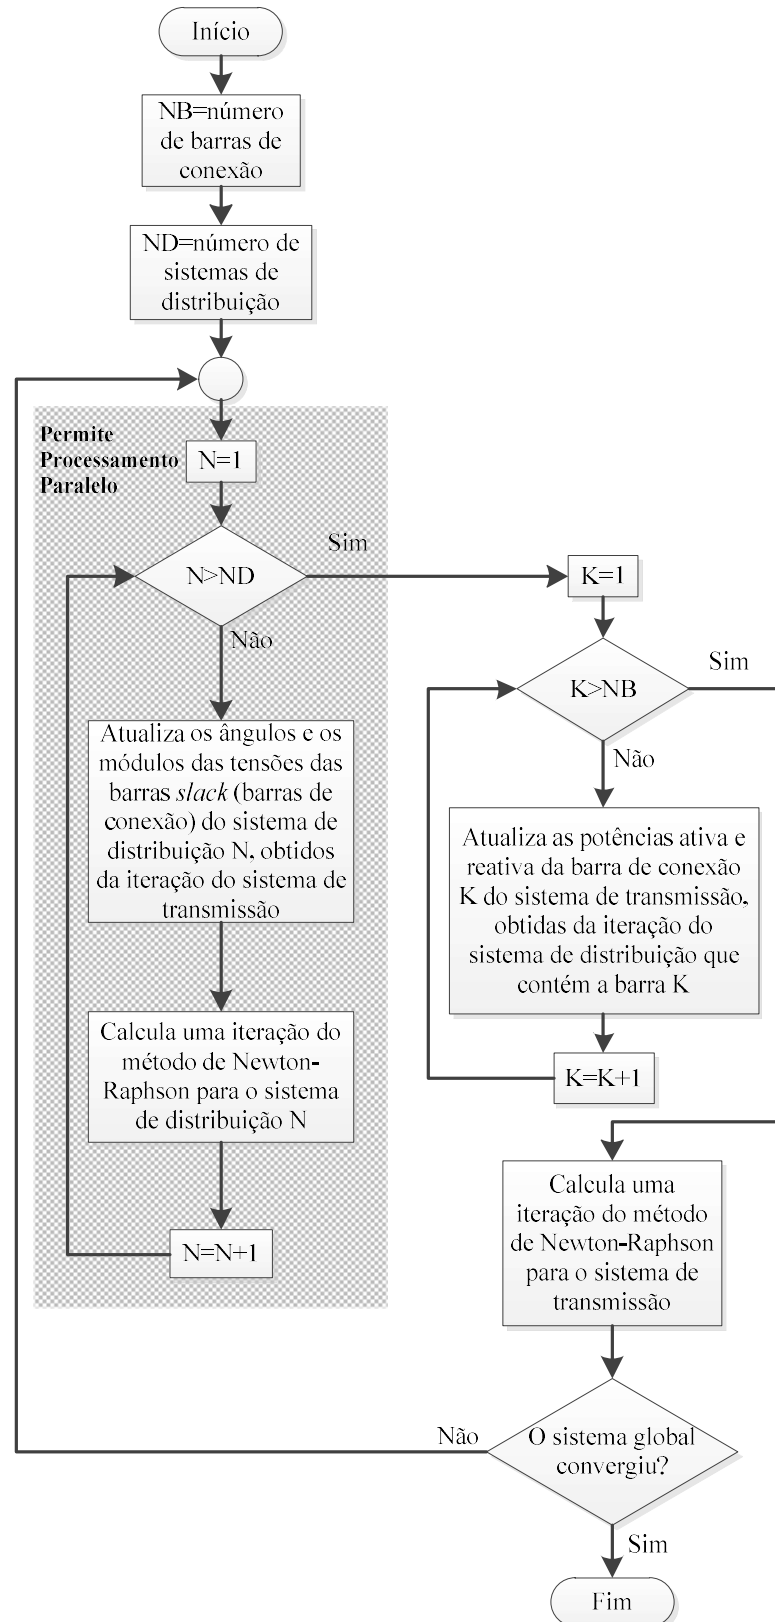 Início
NB=número
de barras de
conexão
ND=número de
sistemas de
distribuição
Permite
Processamento
Paralelo
N=1
N>ND
Sim
Não
Atualiza os ângulos e os
módulos das tensões das
barras slack (barras de
conexão) do sistema de
distribuição N, obtidos
da iteração do sistema de
transmissão
Calcula uma iteração do
método de Newton-
Raphson para o sistema
de distribuição N
N=N+1
K=1
K>NB
Sim
Não
Atualiza as potências ativa e
reativa da barra de conexão
K do sistema de transmissão,
obtidas da iteração do
sistema de distribuição que
contém a barra K
K=K+1
Calcula uma
iteração do método
de Newton-Raphson
para o sistema de
transmissão
O sistema global
convergiu?
Não
Sim
Fim